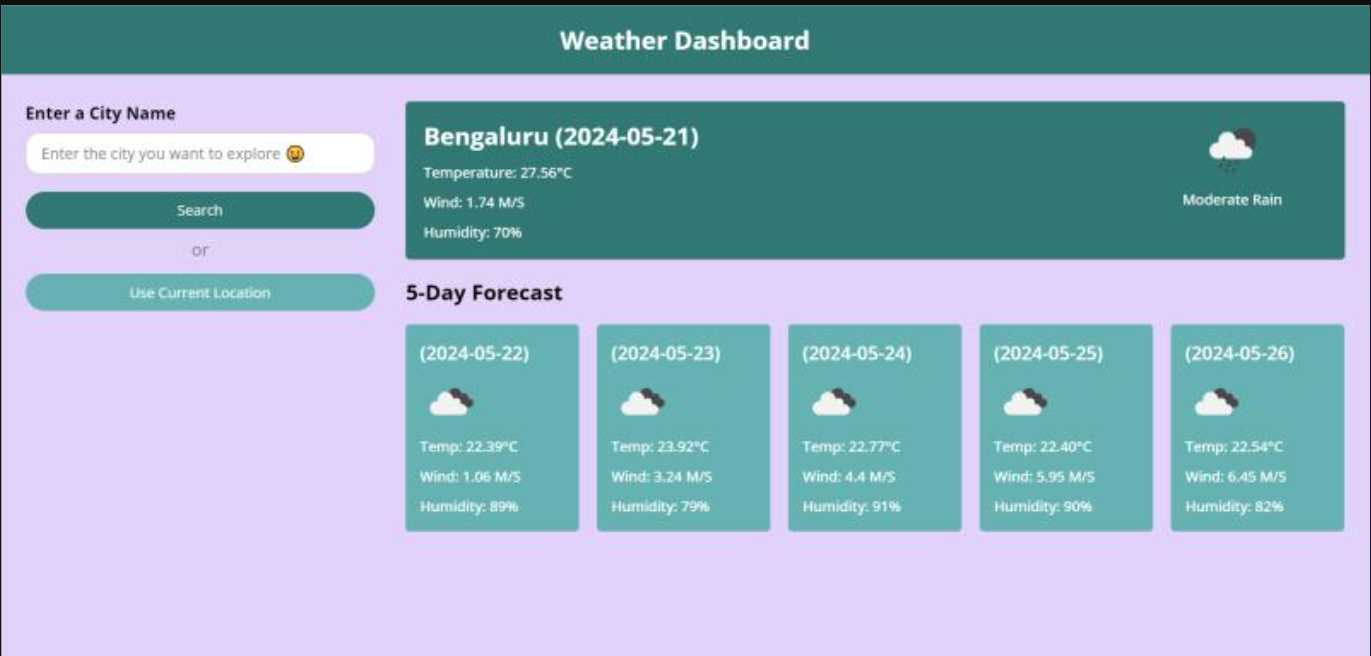 Weather Dashboard
Enter a City Name
Enter the city you want to explore 😀
Search
or
Use Current Location
Bengaluru (2024-05-21)
Temperature: 27.56°C
Wind: 1.74 M/S
Humidity: 70%
Moderate Rain
5-Day Forecast
(2024-05-22)
Temp: 22.39°C
Wind: 1.06 M/S
Humidity: 89%
(2024-05-23)
Temp: 23.92°C
Wind: 3.24 M/S
Humidity: 79%
(2024-05-24)
Temp: 22.77°C
Wind: 4.4 M/S
Humidity: 91%
(2024-05-25)
Temp: 22.40°C
Wind: 5.95 M/S
Humidity: 90%
(2024-05-26)
Temp: 22.54°C
Wind: 6.45 M/S
Humidity: 82%